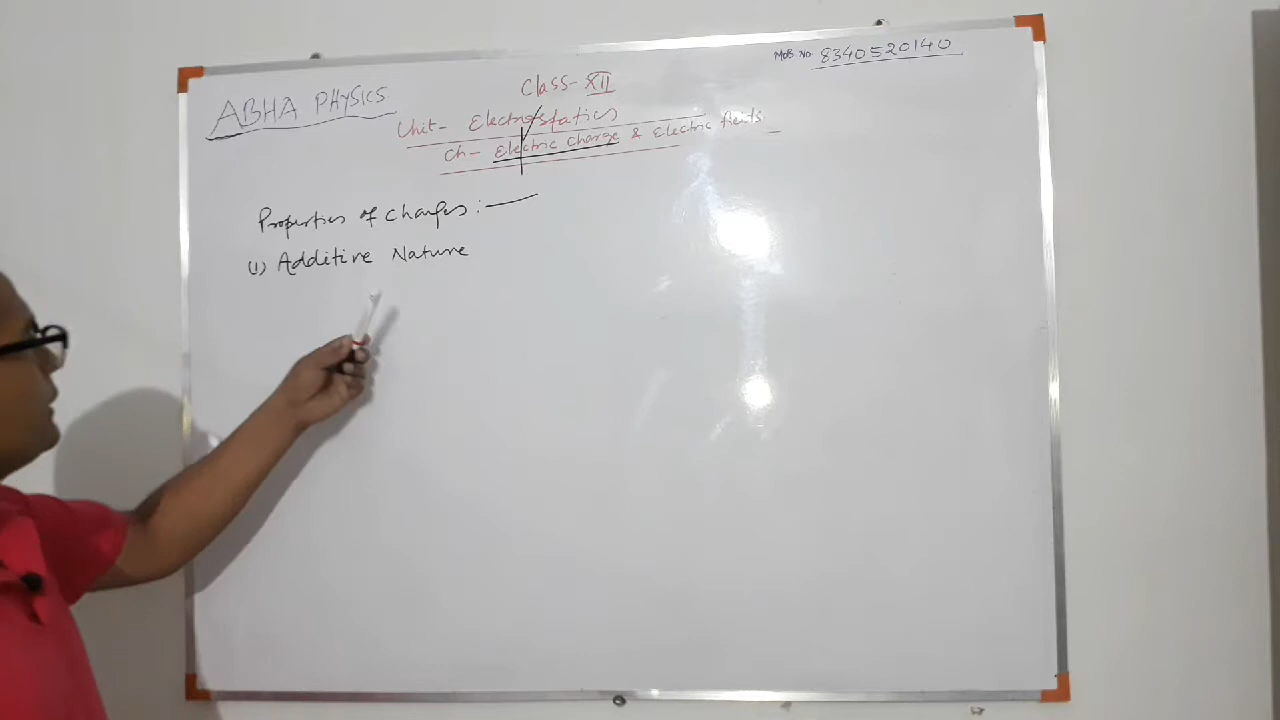 MOB No 8340520140
ABHA PHYSICS
Class- XII
Unit- Electrostatics
Ch- Electric Charge & Electric fields
Properties of charges:-
(1) Additive Nature